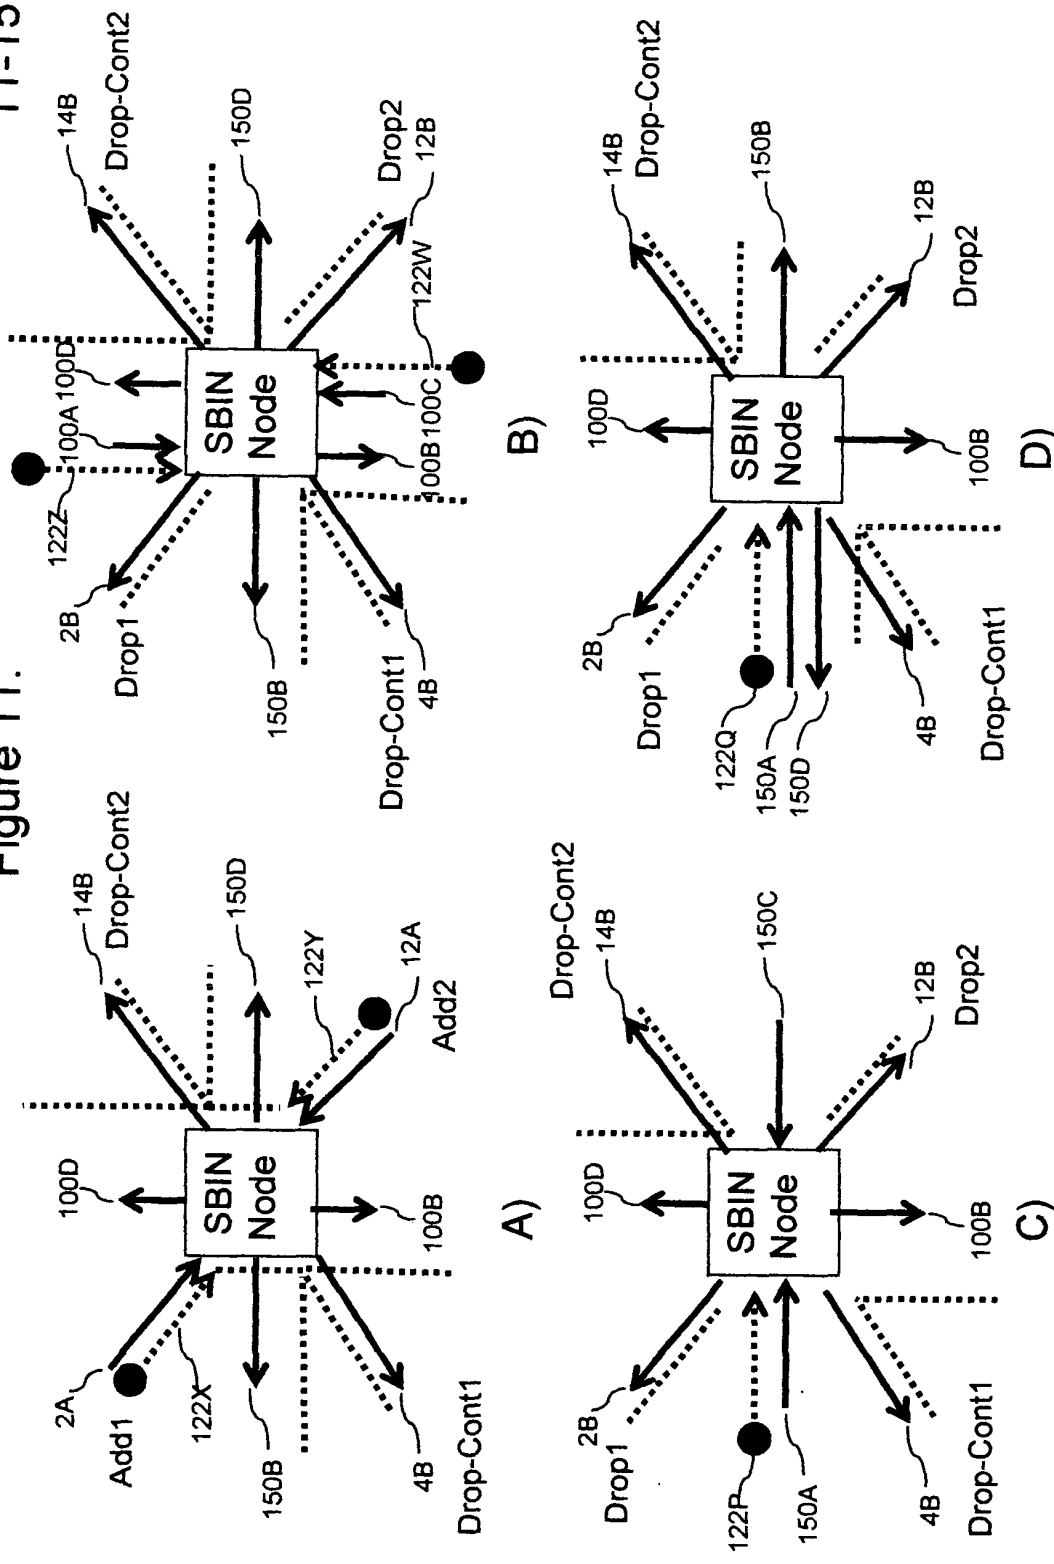 Figure 11.
11-15
2A
Add1
122X
100D
14B
Drop-Cont2
SBIN
Node
150D
150B
122Y
12A
Add2
4B
Drop-Cont1
100B
A)
122Z
100A
100D
14B
Drop-Cont2
2B
Drop1
SBIN
Node
150D
150B
Drop2
12B
122W
Drop-Cont1
4B
100B
100C
B)
Drop-Cont2
14B
100D
2B
Drop1
122P
150A
SBIN
Node
150C
12B
Drop2
4B
Drop-Cont1
100B
C)
14B
Drop-Cont2
100D
2B
Drop1
122Q
150A
150D
SBIN
Node
150B
12B
Drop2
4B
Drop-Cont1
100B
D)